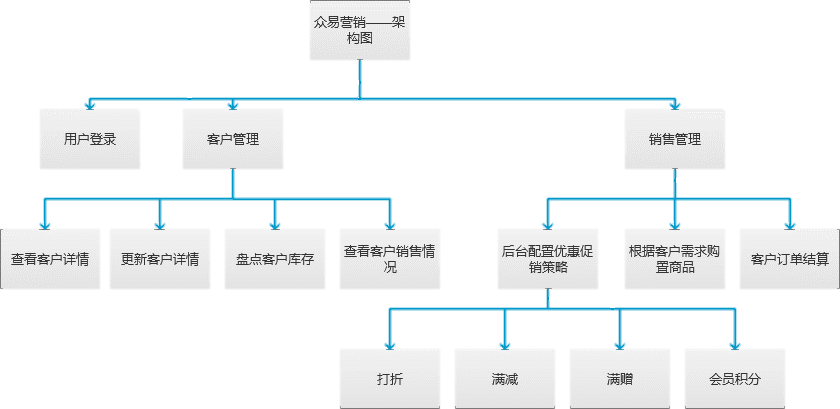 众易营销——架
构图
用户登录
客户管理
销售管理
查看客户详情
更新客户详情
盘点客户库存
查看客户销售情
况
后台配置优惠促
销策略
根据客户需求购
置商品
客户订单结算
打折
满减
满赠
会员积分